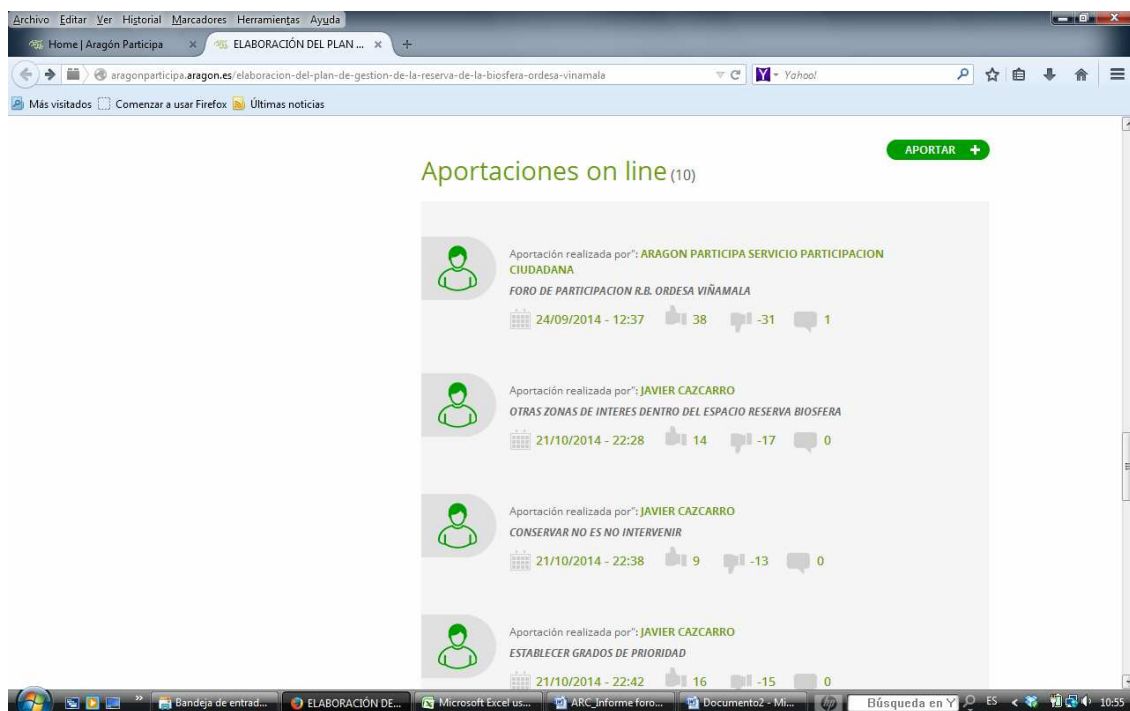 Archivo Editar Ver Historial Marcadores Herramientas Ayuda
Home | Aragón Participa × ELABORACIÓN DEL PLAN ... × +
aragonparticipa.aragon.es/elaboracion-del-plan-de-gestion-de-la-reserva-de-la-biosfera-ordesa-vinamala Yahoo!
Más visitados Comenzar a usar Firefox Últimas noticias
APORTAR +
Aportaciones on line (10)
Aportación realizada por": ARAGON PARTICIPA SERVICIO PARTICIPACION
CIUDADANA
FORO DE PARTICIPACION R.B. ORDESA VIÑAMALA
24/09/2014 - 12:37 38 -31 1
Aportación realizada por": JAVIER CAZCARRO
OTRAS ZONAS DE INTERES DENTRO DEL ESPACIO RESERVA BIOSFERA
21/10/2014 - 22:28 14 -17 0
Aportación realizada por": JAVIER CAZCARRO
CONSERVAR NO ES NO INTERVENIR
21/10/2014 - 22:38 9 -13 0
Aportación realizada por": JAVIER CAZCARRO
ESTABLECER GRADOS DE PRIORIDAD
21/10/2014 - 22:42 16 -15 0
» Bandeja de entrad... ELABORACIÓN DE... Microsoft Excel us... ARC_Informe foro... Documento2 - Mi... hp Búsqueda en Y ES < 10:55